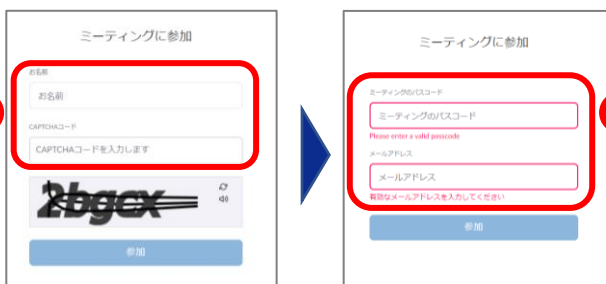 ミーティングに参加
お名前
お名前
CAPTCHAコード
CAPTCHAコードを入力します
2bgcx
参加
ミーティングに参加
ミーティングのパスコード
ミーティングのパスコード
Please enter a valid passcode
メールアドレス
メールアドレス
有効なメールアドレスを入力してください
参加